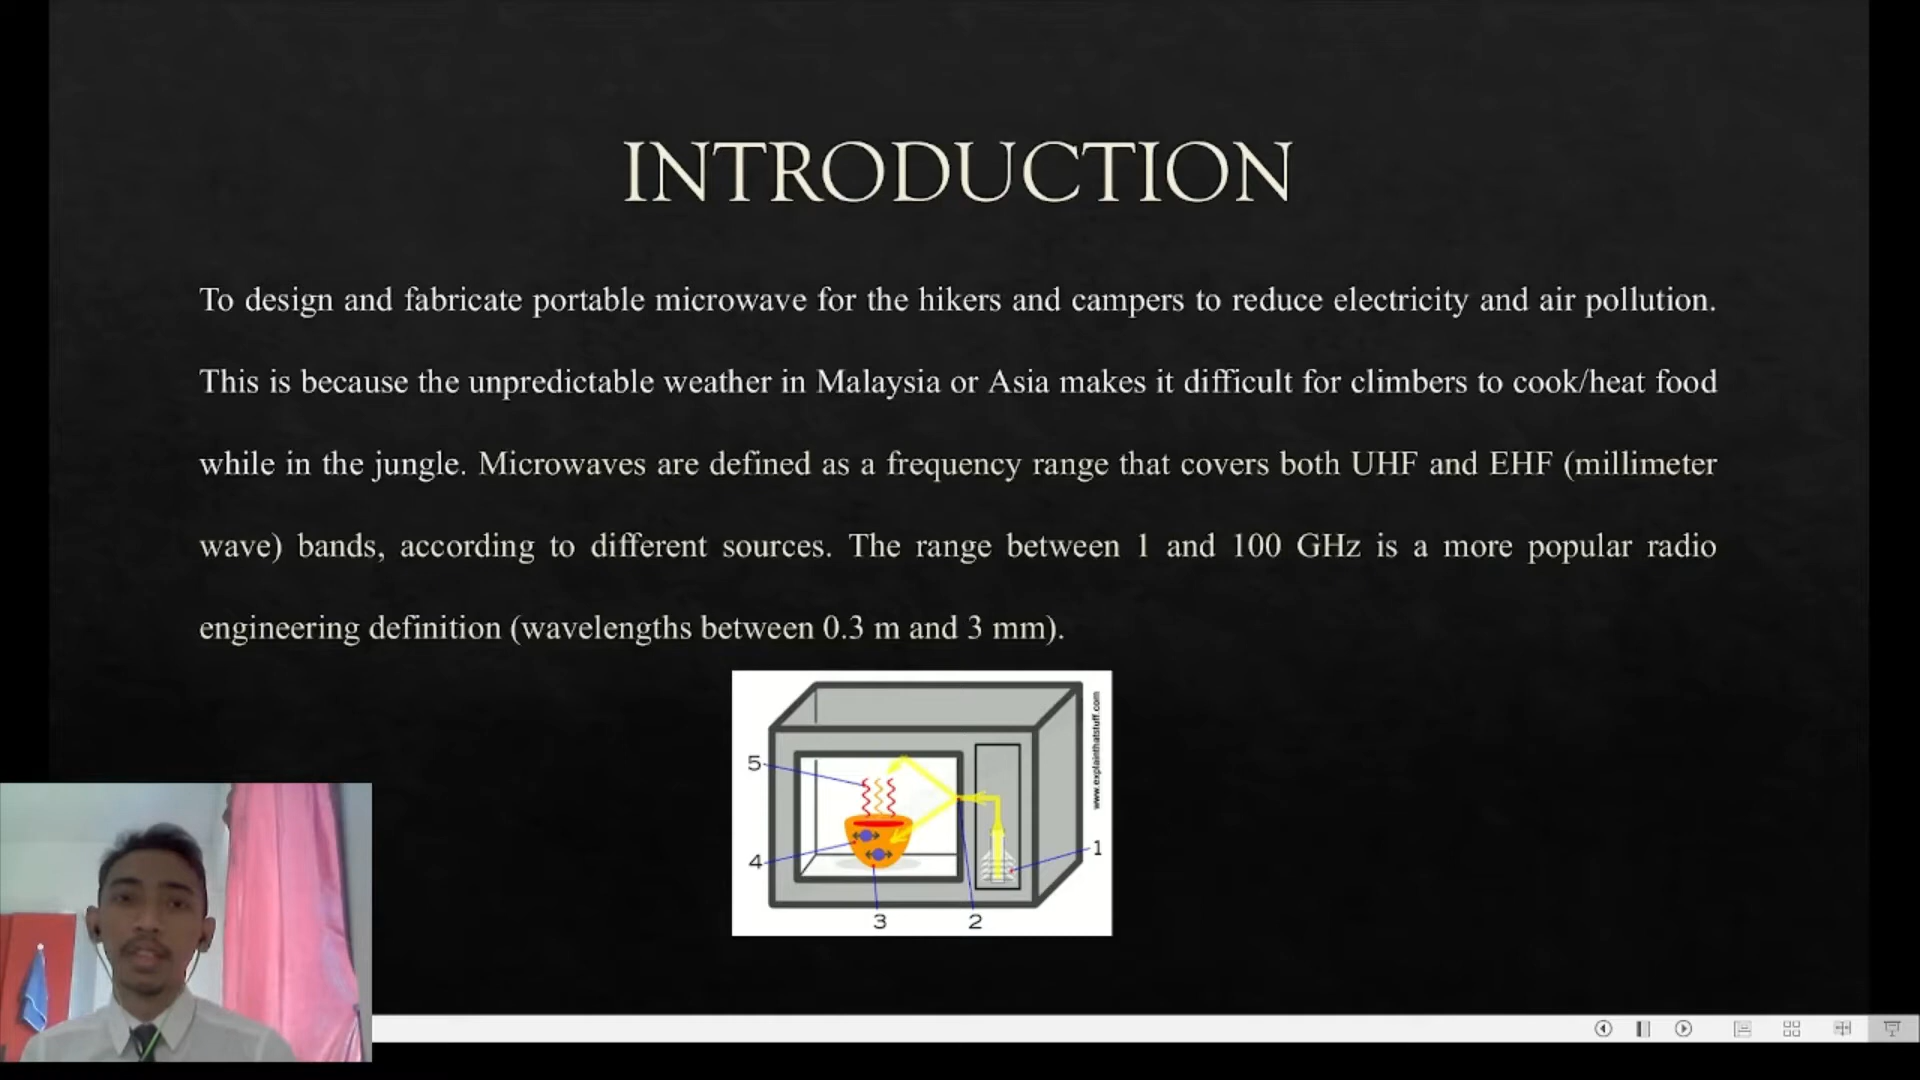 INTRODUCTION
To design and fabricate portable microwave for the hikers and campers to reduce electricity and air pollution.
This is because the unpredictable weather in Malaysia or Asia makes it difficult for climbers to cook/heat food
while in the jungle. Microwaves are defined as a frequency range that covers both UHF and EHF (millimeter
wave) bands, according to different sources. The range between 1 and 100 GHz is a more popular radio
engineering definition (wavelengths between 0.3 m and 3 mm).
www.explainthatstuff.com
5
4
1
3
2